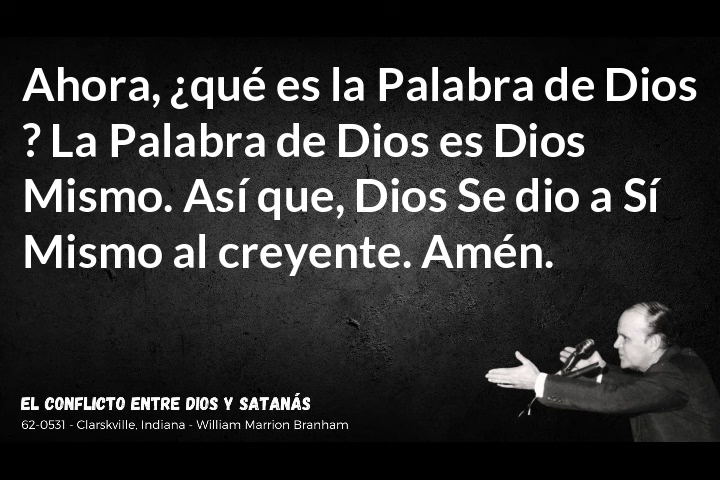 Ahora, ¿qué es la Palabra de Dios
? La Palabra de Dios es Dios
Mismo. Así que, Dios Se dio a Sí
Mismo al creyente. Amén.
EL CONFLICTO ENTRE DIOS Y SATANÁS
62-0531 - Clarskville, Indiana - William Marrion Branham